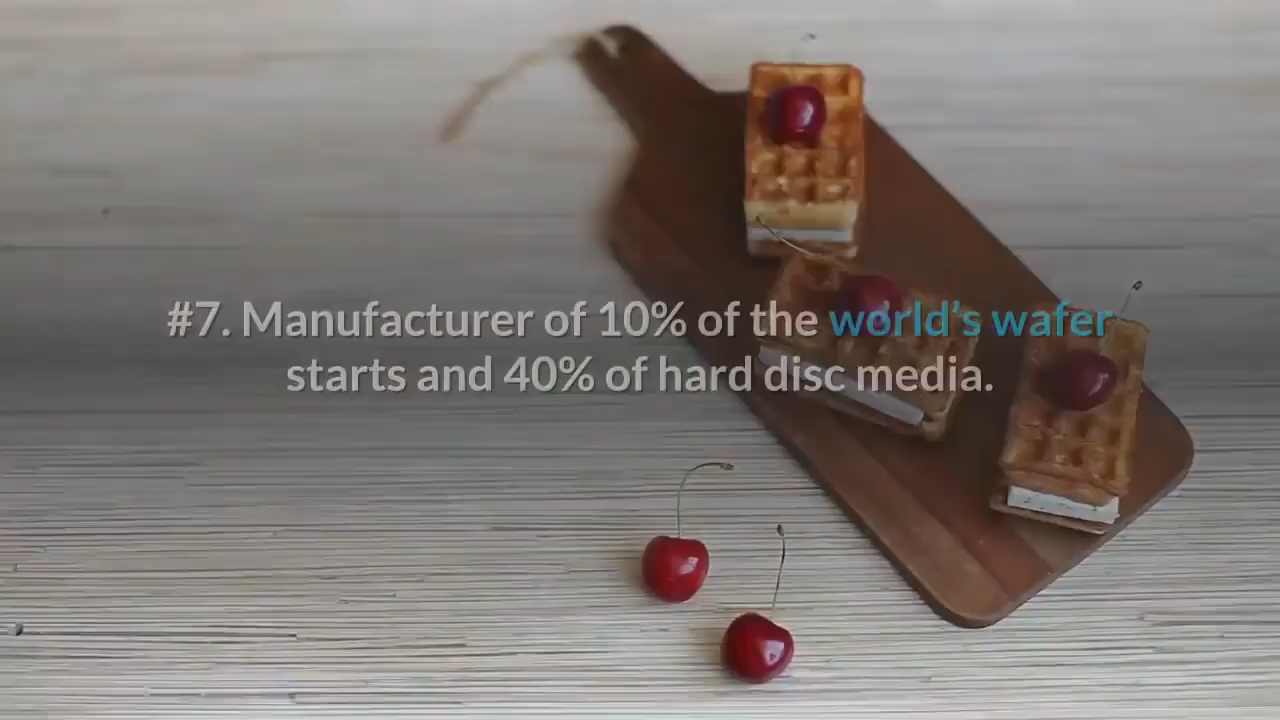 #7. Manufacturer of 10% of the world's wafer
starts and 40% of hard disc media.